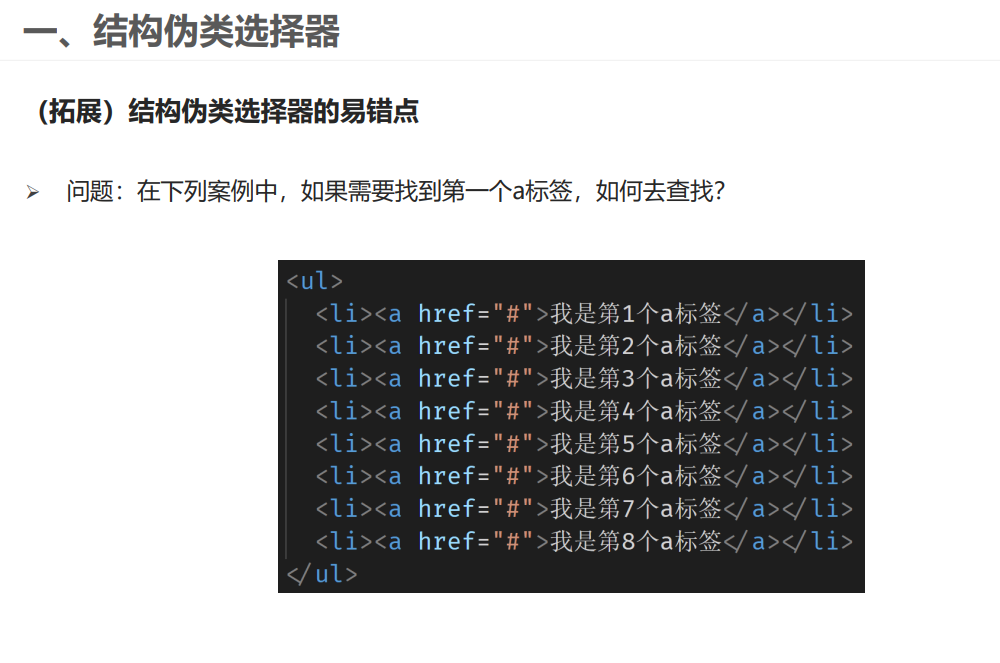 一、结构伪类选择器
（拓展）结构伪类选择器的易错点
➢ 问题：在下列案例中，如果需要找到第一个a标签，如何去查找？
<ul>
<li><a href="#">我是第1个a标签</a></li>
<li><a href="#">我是第2个a标签</a></li>
<li><a href="#">我是第3个a标签</a></li>
<li><a href="#">我是第4个a标签</a></li>
<li><a href="#">我是第5个a标签</a></li>
<li><a href="#">我是第6个a标签</a></li>
<li><a href="#">我是第7个a标签</a></li>
<li><a href="#">我是第8个a标签</a></li>
</ul>